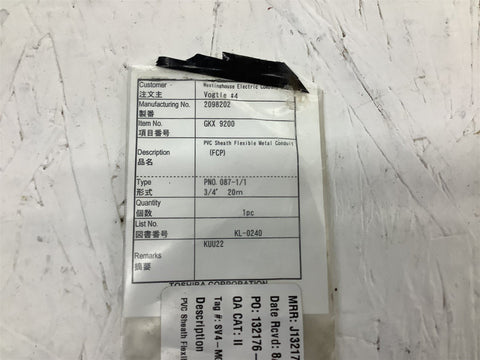 Customer Westinghouse Electric
注文主 Vogtle #4
Manufacturing No. 2098202
製番
Item No. GKX 9200
項目番号
PVC Sheath Flexible Metal Conduit
Description (FCP)
品名
Type PNO. 087-1/1
形式 3/4" 20m
Quantity
個数 1pc
List No.
図書番号 KL-0240
Remarks KUU22
摘要
TOSHIBA CORPORATION
MRR: J13217
Date Rcvd: 8,
PO: 132176-
QA CAT: II
Tag #: SV4-M
Description
PVC Sheath Flexi